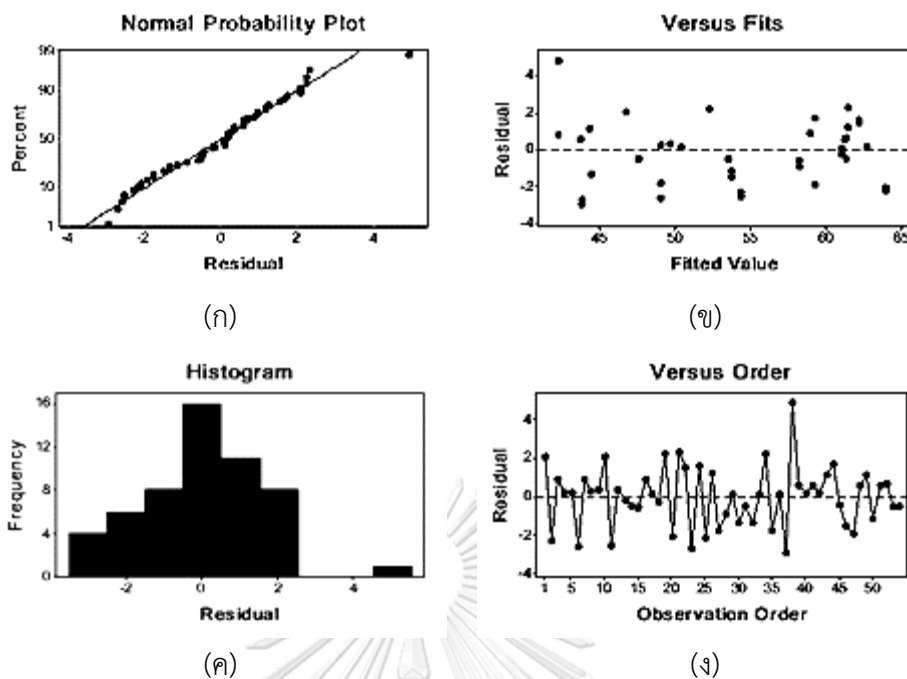 Normal Probability Plot
99
90
50
10
1
Percent
-4 -2 0 2 4
Residual
(ก)
Versus Fits
4
2
0
-2
-4
Residual
45 50 55 60 65
Fitted Value
(ข)
Histogram
16
12
8
4
0
Frequency
-2 0 2 4
Residual
(ค)
Versus Order
4
2
0
-2
-4
Residual
1 5 10 15 20 25 30 35 40 45 50
Observation Order
(ง)